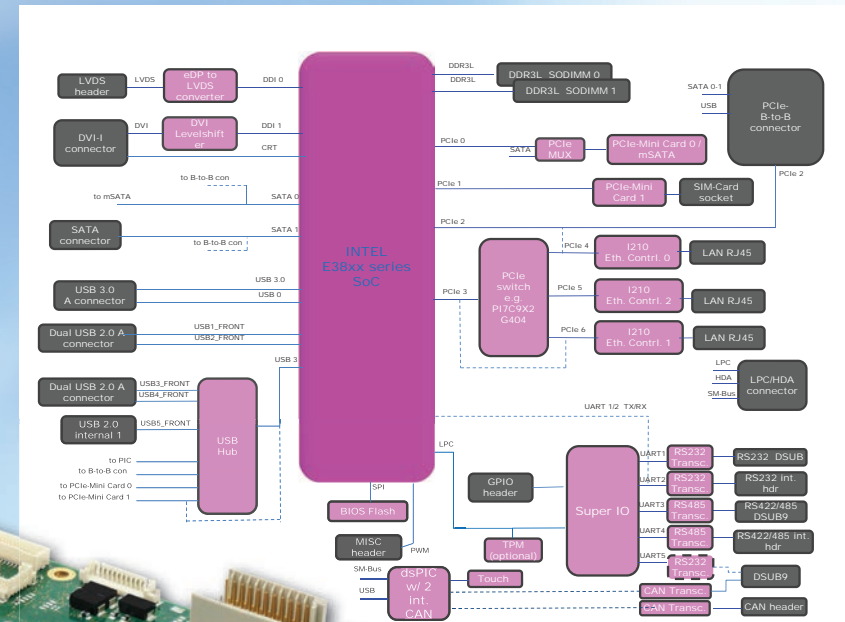 LVDS header
LVDS
eDP to LVDS converter
DDI 0
DVI-I connector
DVI
DVI Levelshift er
DDI 1
CRT
to B-to-B con
to mSATA
SATA 0
SATA connector
SATA 1
to B-to-B con
USB 3.0 A connector
USB 3.0
USB 0
Dual USB 2.0 A connector
USB1_FRONT
USB2_FRONT
USB 3
Dual USB 2.0 A connector
USB3_FRONT
USB4_FRONT
USB 2.0 internal 1
USB5_FRONT
USB Hub
to PIC
to B-to-B con
to PCIe-Mini Card 0
to PCIe-Mini Card 1
INTEL E38xx series SoC
DDR3L
DDR3L
DDR3L SODIMM 0
DDR3L SODIMM 1
SATA 0-1
USB
PCIe- B-to-B connector
PCIe 2
PCIe 0
SATA
PCIe MUX
PCIe-Mini Card 0 / mSATA
PCIe 1
PCIe-Mini Card 1
SIM-Card socket
PCIe 2
PCIe 3
PCIe switch e.g. PI7C9X2 G404
PCIe 4
I210 Eth. Contrl. 0
LAN RJ45
PCIe 5
I210 Eth. Contrl. 2
LAN RJ45
PCIe 6
I210 Eth. Contrl. 1
LAN RJ45
LPC
HDA
SM-Bus
LPC/HDA connector
UART 1/2 TX/RX
LPC
GPIO header
Super IO
TPM (optional)
UART1
RS232 Transc.
RS232 DSUB
UART2
RS232 Transc.
RS232 int. hdr
UART3
RS485 Transc.
RS422/485 DSUB9
UART4
RS485 Transc.
RS422/485 int. hdr
UART5
RS232 Transc.
DSUB9
CAN Transc.
CAN Transc.
CAN header
SPI
BIOS Flash
MISC header
PWM
SM-Bus
USB
dsPIC w/ 2 int. CAN
Touch